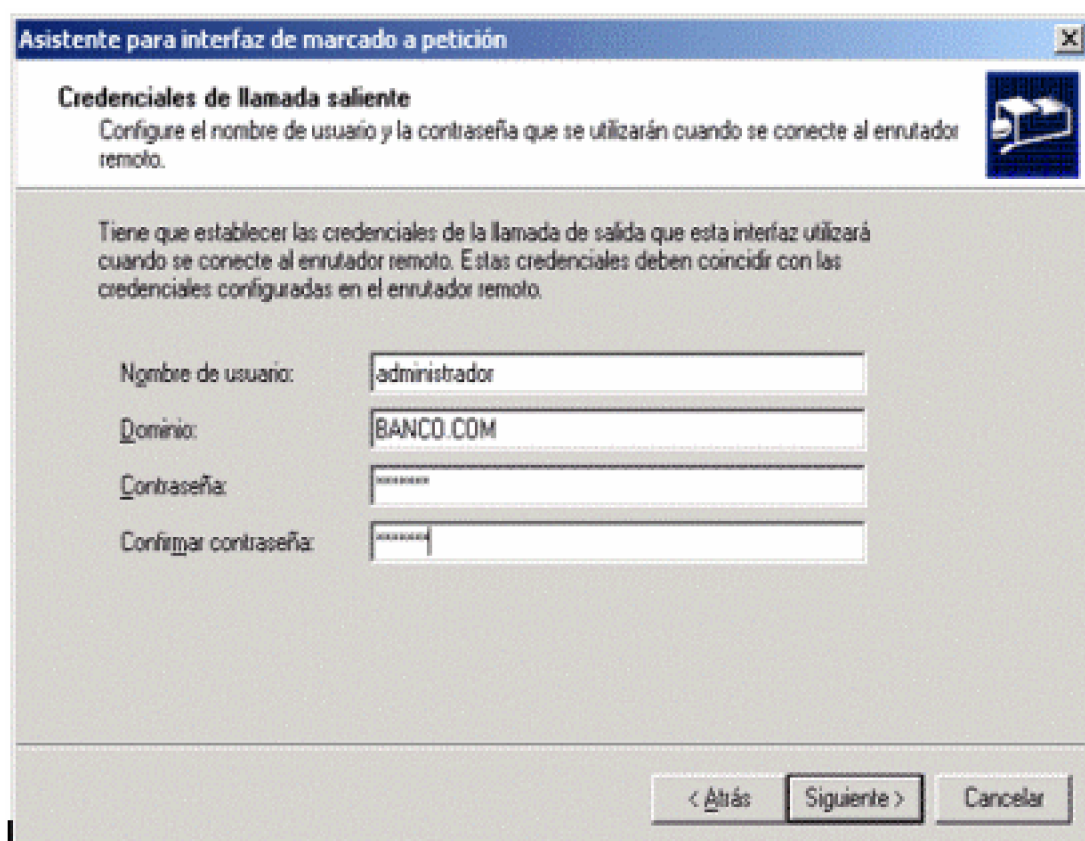 Asistente para interfaz de marcado a petición
Credenciales de llamada saliente
Configure el nombre de usuario y la contraseña que se utilizarán cuando se conecte al enrutador
remoto.
Tiene que establecer las credenciales de la llamada de salida que esta interfaz utilizará
cuando se conecte al enrutador remoto. Estas credenciales deben coincidir con las
credenciales configuradas en el enrutador remoto.
Nombre de usuario: administrador
Dominio: BANCO.COM
Contraseña: *******
Confirmar contraseña: *******
< Atrás Siguiente > Cancelar